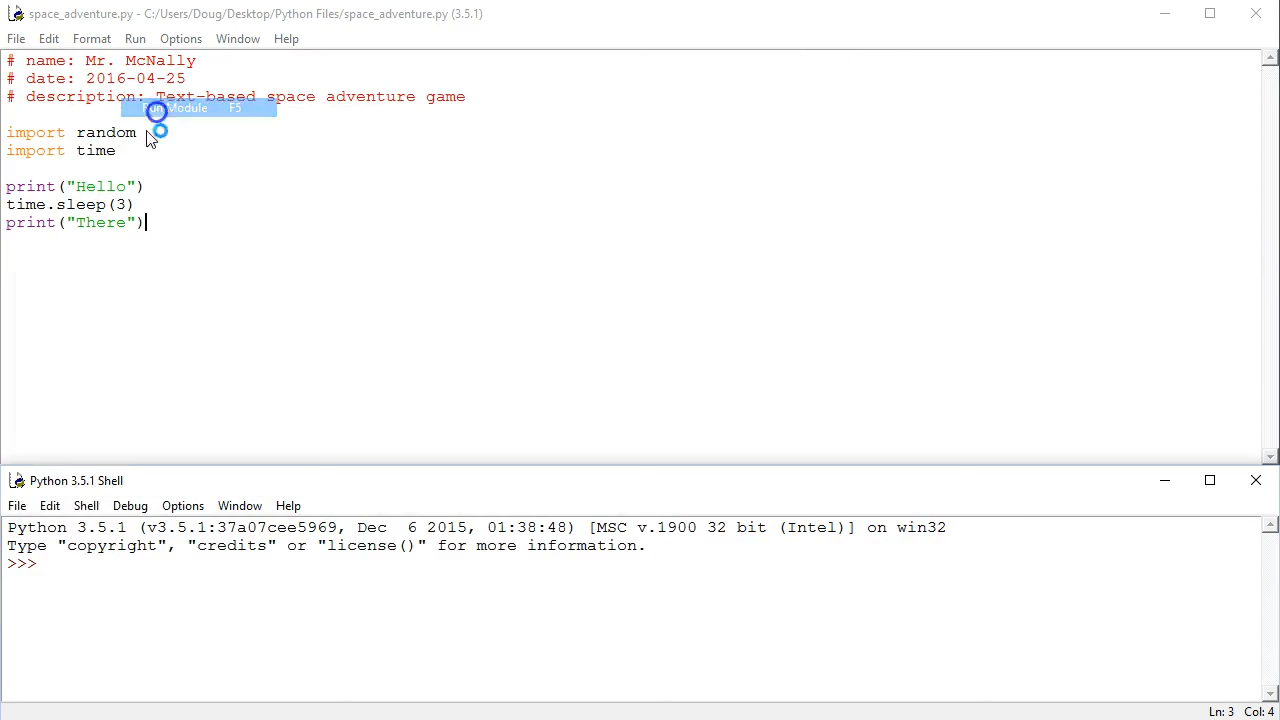 space_adventure.py - C:/Users/Doug/Desktop/Python Files/space_adventure.py (3.5.1)
File Edit Format Run Options Window Help
# name: Mr. McNally
# date: 2016-04-25
# description: Text-based space adventure game
Run Module F5
import random
import time
print("Hello")
time.sleep(3)
print("There")
Python 3.5.1 Shell
File Edit Shell Debug Options Window Help
Python 3.5.1 (v3.5.1:37a07cee5969, Dec  6 2015, 01:38:48) [MSC v.1900 32 bit (Intel)] on win32
Type "copyright", "credits" or "license()" for more information.
>>>
Ln: 3 Col: 4